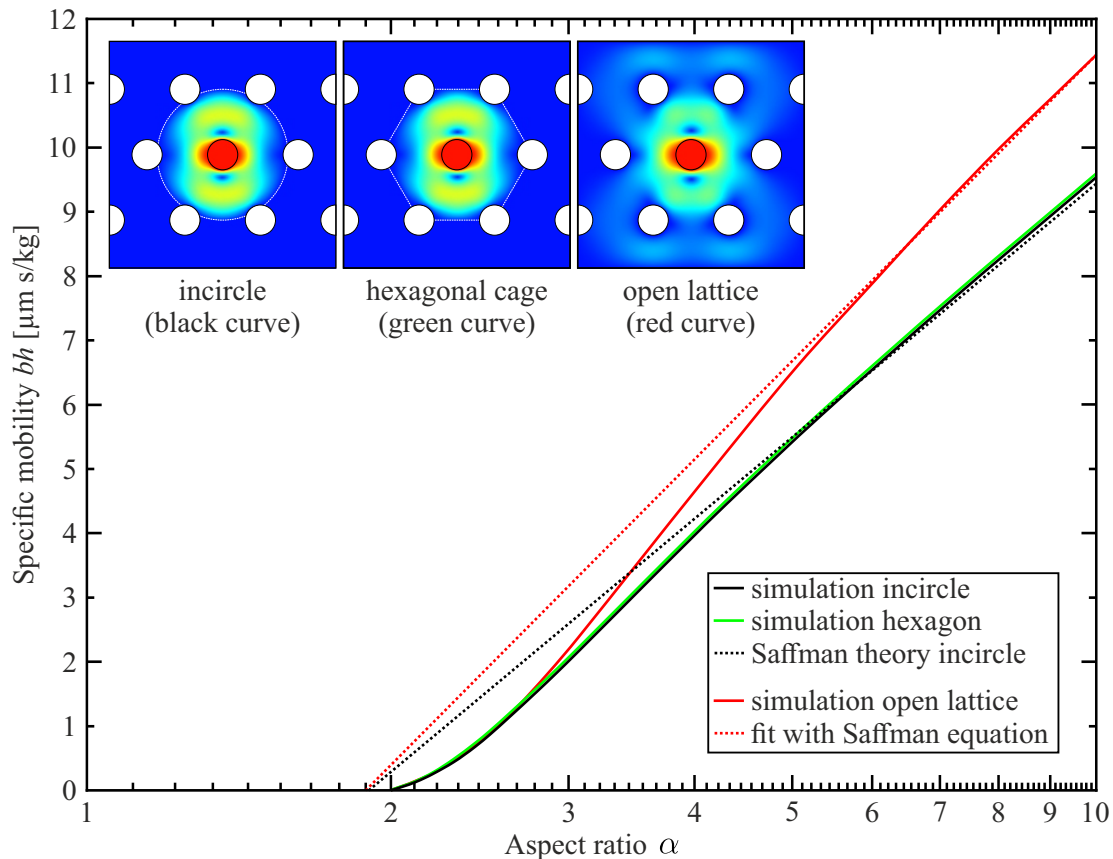 12
11
10
9
8
7
6
5
4
3
2
1
0
Specific mobility bh [µm s/kg]
incircle
(black curve)
hexagonal cage
(green curve)
open lattice
(red curve)
simulation incircle
simulation hexagon
Saffman theory incircle
simulation open lattice
fit with Saffman equation
1 2 3 4 5 6 7 8 9 10
Aspect ratio α